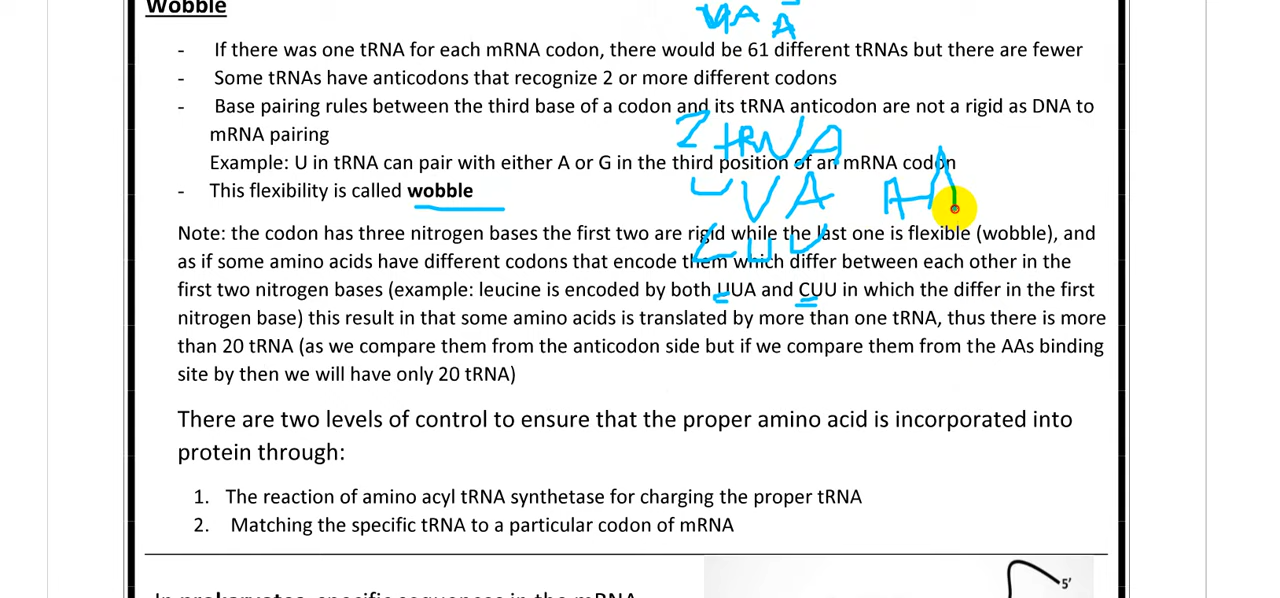 Wobble
UA A
- If there was one tRNA for each mRNA codon, there would be 61 different tRNAs but there are fewer
- Some tRNAs have anticodons that recognize 2 or more different codons
- Base pairing rules between the third base of a codon and its tRNA anticodon are not a rigid as DNA to
mRNA pairing
2 tRNA
Example: U in tRNA can pair with either A or G in the third position of an mRNA codon
- This flexibility is called wobble
UUA AA
Note: the codon has three nitrogen bases the first two are rigid while the last one is flexible (wobble), and
CUU
as if some amino acids have different codons that encode them which differ between each other in the
first two nitrogen bases (example: leucine is encoded by both UUA and CUU in which the differ in the first
nitrogen base) this result in that some amino acids is translated by more than one tRNA, thus there is more
than 20 tRNA (as we compare them from the anticodon side but if we compare them from the AAs binding
site by then we will have only 20 tRNA)
There are two levels of control to ensure that the proper amino acid is incorporated into
protein through:
1. The reaction of amino acyl tRNA synthetase for charging the proper tRNA
2. Matching the specific tRNA to a particular codon of mRNA
5'
In prokaryotes, specific sequences in the mRNA